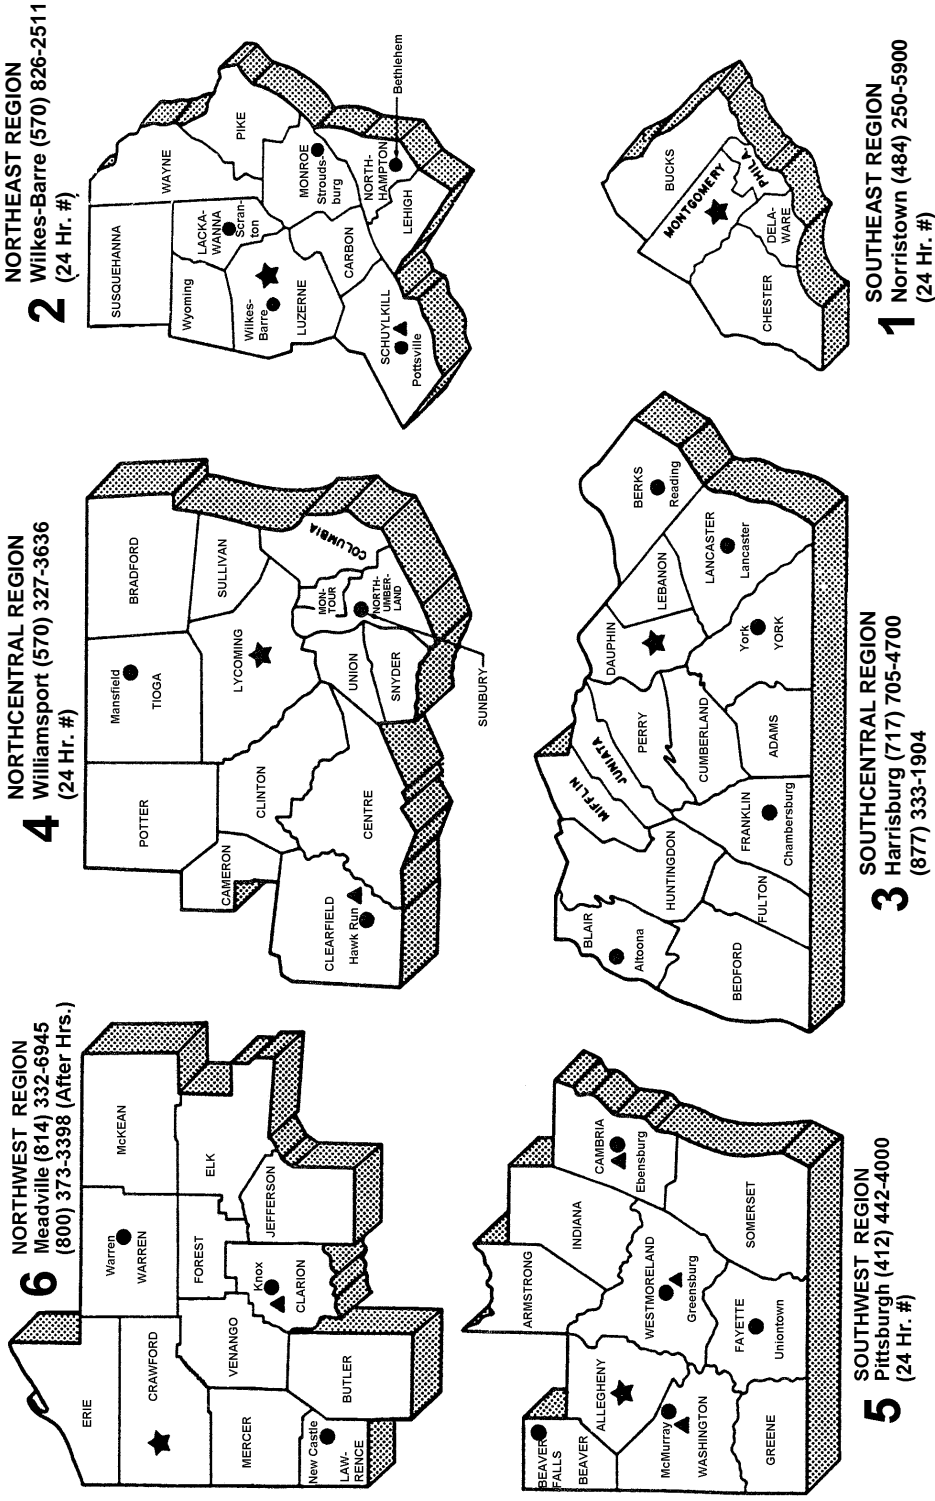 6 NORTHWEST REGION
Meadville (814) 332-6945
(800) 373-3398 (After Hrs.)
ERIE
CRAWFORD
MERCER
New Castle
LAW-
RENCE
BUTLER
VENANGO
Warren
WARREN
FOREST
Knox
CLARION
McKEAN
ELK
JEFFERSON
4 NORTHCENTRAL REGION
Williamsport (570) 327-3636
(24 Hr. #)
POTTER
CAMERON
CLINTON
CLEARFIELD
Hawk Run
CENTRE
Mansfield
TIOGA
LYCOMING
BRADFORD
SULLIVAN
COLUMBIA
MON-
TOUR
NORTH-
UMBER-
LAND
UNION
SNYDER
SUNBURY
2 NORTHEAST REGION
Wilkes-Barre (570) 826-2511
(24 Hr. #)
SUSQUEHANNA
WAYNE
Wyoming
LACKA-
WANNA
Scran-
ton
PIKE
Wilkes-
Barre
LUZERNE
MONROE
Strouds-
burg
CARBON
NORTH-
HAMPTON
Bethlehem
LEHIGH
SCHUYLKILL
Pottsville
5 SOUTHWEST REGION
Pittsburgh (412) 442-4000
(24 Hr. #)
BEAVER
FALLS
BEAVER
ALLEGHENY
McMurray
WASHINGTON
GREENE
ARMSTRONG
INDIANA
WESTMORELAND
Greensburg
FAYETTE
Uniontown
CAMBRIA
Ebensburg
SOMERSET
3 SOUTHCENTRAL REGION
Harrisburg (717) 705-4700
(877) 333-1904
BLAIR
Altoona
BEDFORD
HUNTINGDON
FULTON
MIFFLIN
JUNIATA
PERRY
CUMBERLAND
FRANKLIN
Chambersburg
ADAMS
DAUPHIN
LEBANON
York
YORK
LANCASTER
Lancaster
BERKS
Reading
1 SOUTHEAST REGION
Norristown (484) 250-5900
(24 Hr. #)
BUCKS
MONTGOMERY
PHILA
DELA-
WARE
CHESTER